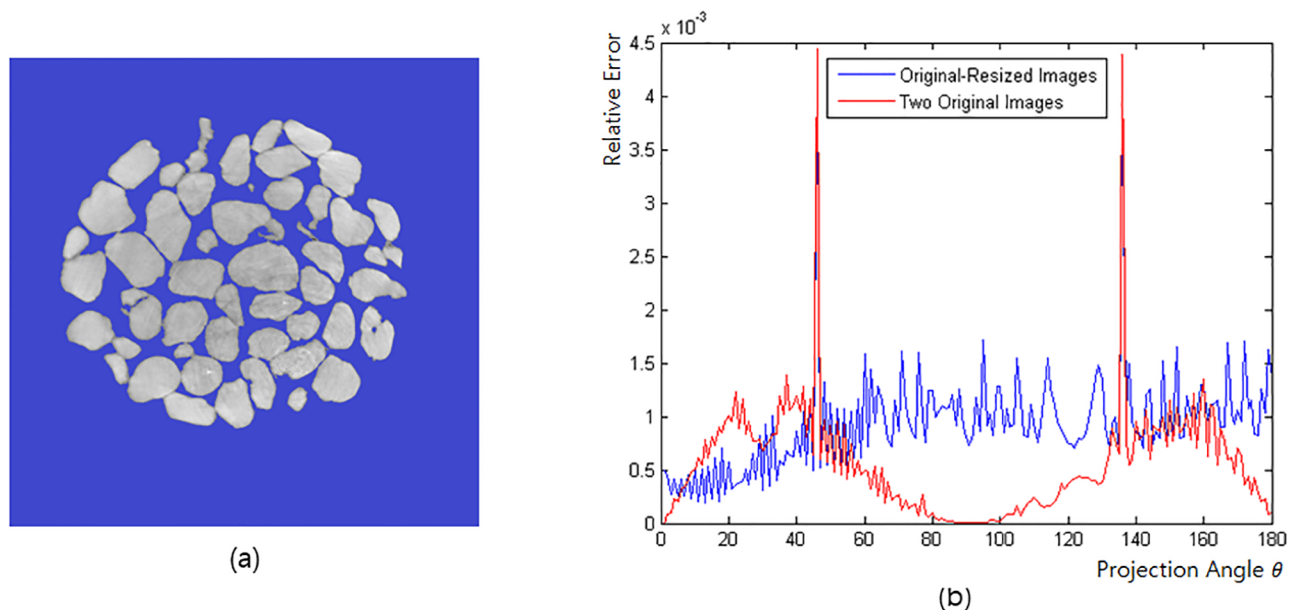 (a)
× 10⁻³
Relative Error
4.5
4
3.5
3
2.5
2
1.5
1
0.5
0
Original-Resized Images
Two Original Images
0 20 40 60 80 100 120 140 160 180
Projection Angle θ
(b)